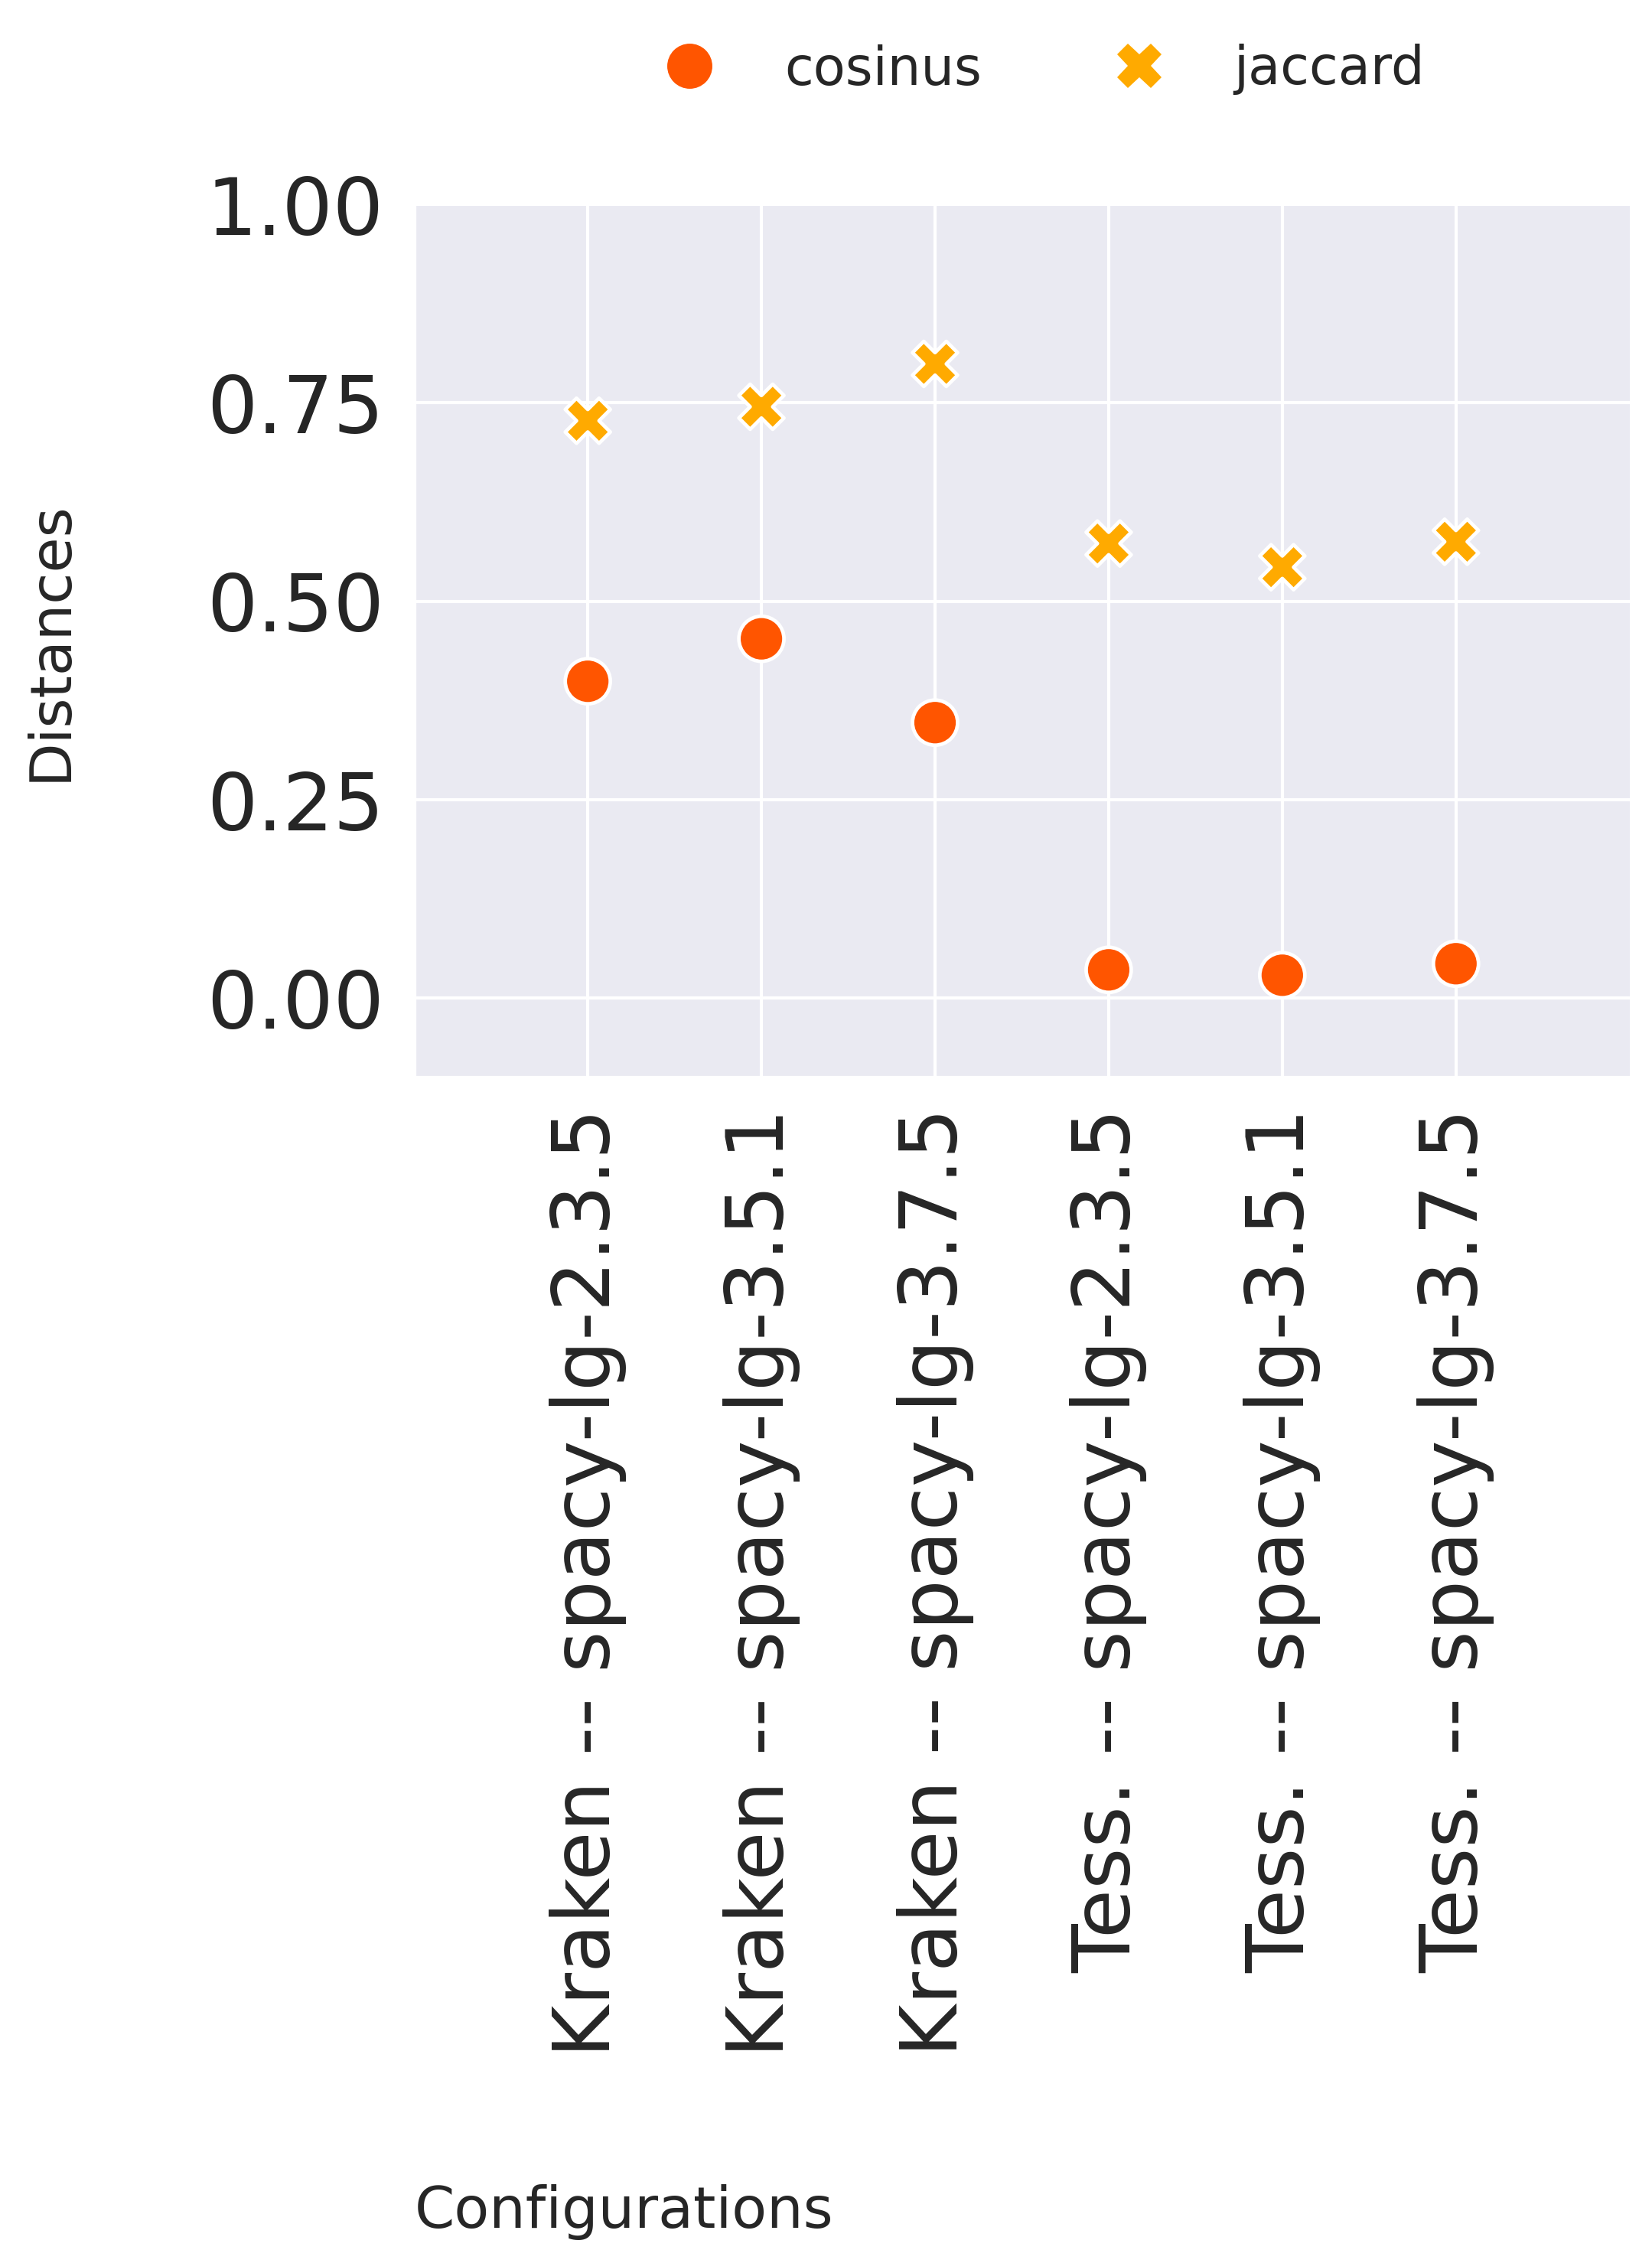 cosinus jaccard
1.00
0.75
0.50
0.25
0.00
Distances
Kraken -- spacy-lg-2.3.5
Kraken -- spacy-lg-3.5.1
Kraken -- spacy-lg-3.7.5
Tess. -- spacy-lg-2.3.5
Tess. -- spacy-lg-3.5.1
Tess. -- spacy-lg-3.7.5
Configurations